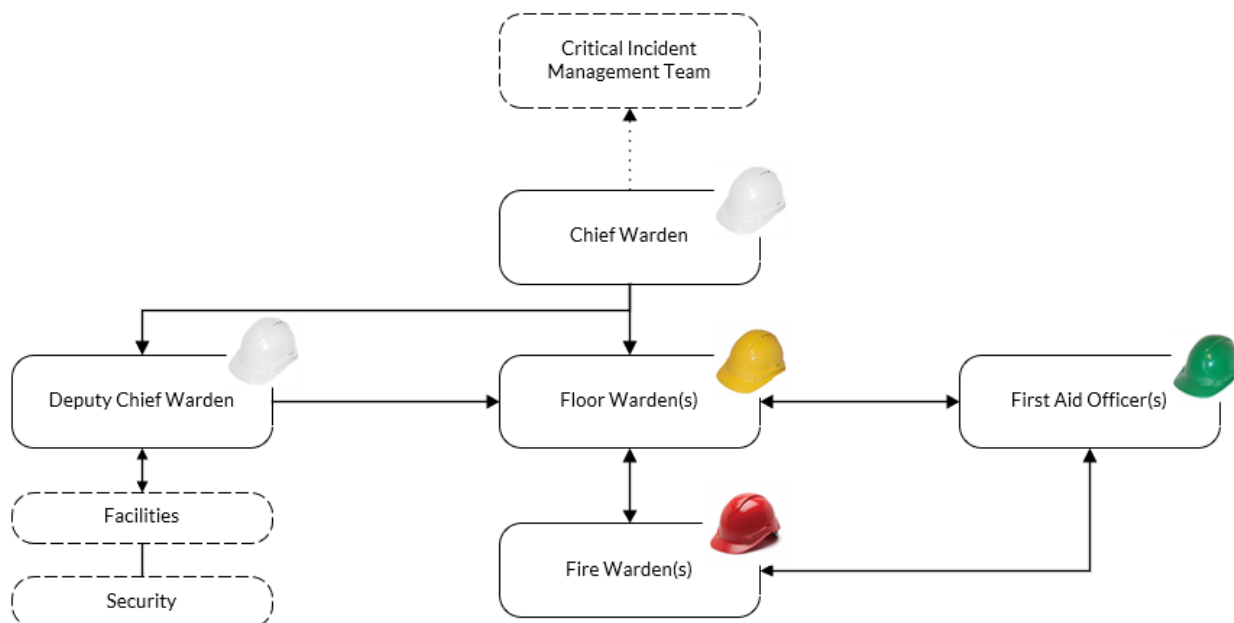 Critical Incident
Management Team
Chief Warden
Deputy Chief Warden
Floor Warden(s)
First Aid Officer(s)
Facilities
Fire Warden(s)
Security